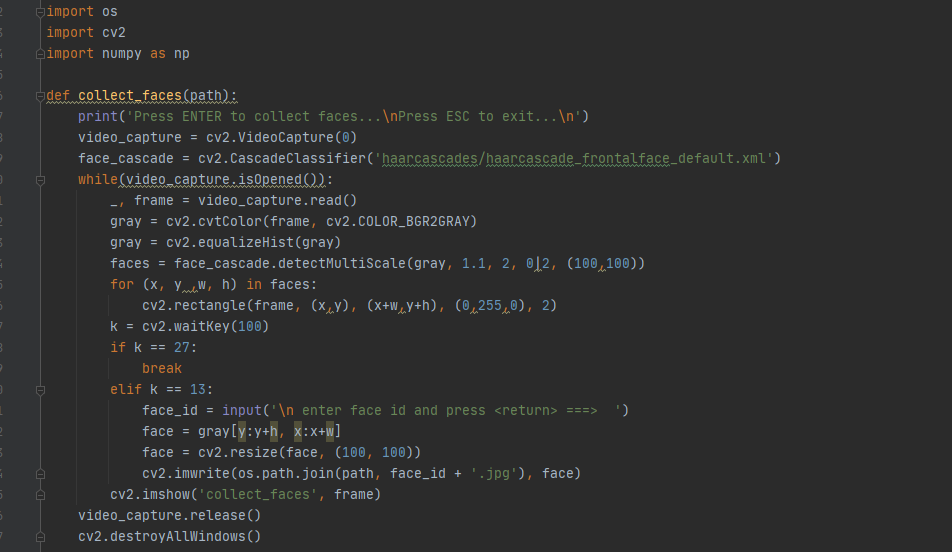 import os
import cv2
import numpy as np
def collect_faces(path):
print('Press ENTER to collect faces...\nPress ESC to exit...\n')
video_capture = cv2.VideoCapture(0)
face_cascade = cv2.CascadeClassifier('haarcascades/haarcascade_frontalface_default.xml')
while(video_capture.isOpened()):
_, frame = video_capture.read()
gray = cv2.cvtColor(frame, cv2.COLOR_BGR2GRAY)
gray = cv2.equalizeHist(gray)
faces = face_cascade.detectMultiScale(gray, 1.1, 2, 0|2, (100,100))
for (x, y ,w, h) in faces:
cv2.rectangle(frame, (x,y), (x+w,y+h), (0,255,0), 2)
k = cv2.waitKey(100)
if k == 27:
break
elif k == 13:
face_id = input('\n enter face id and press <return> ===>  ')
face = gray[y:y+h, x:x+w]
face = cv2.resize(face, (100, 100))
cv2.imwrite(os.path.join(path, face_id + '.jpg'), face)
cv2.imshow('collect_faces', frame)
video_capture.release()
cv2.destroyAllWindows()